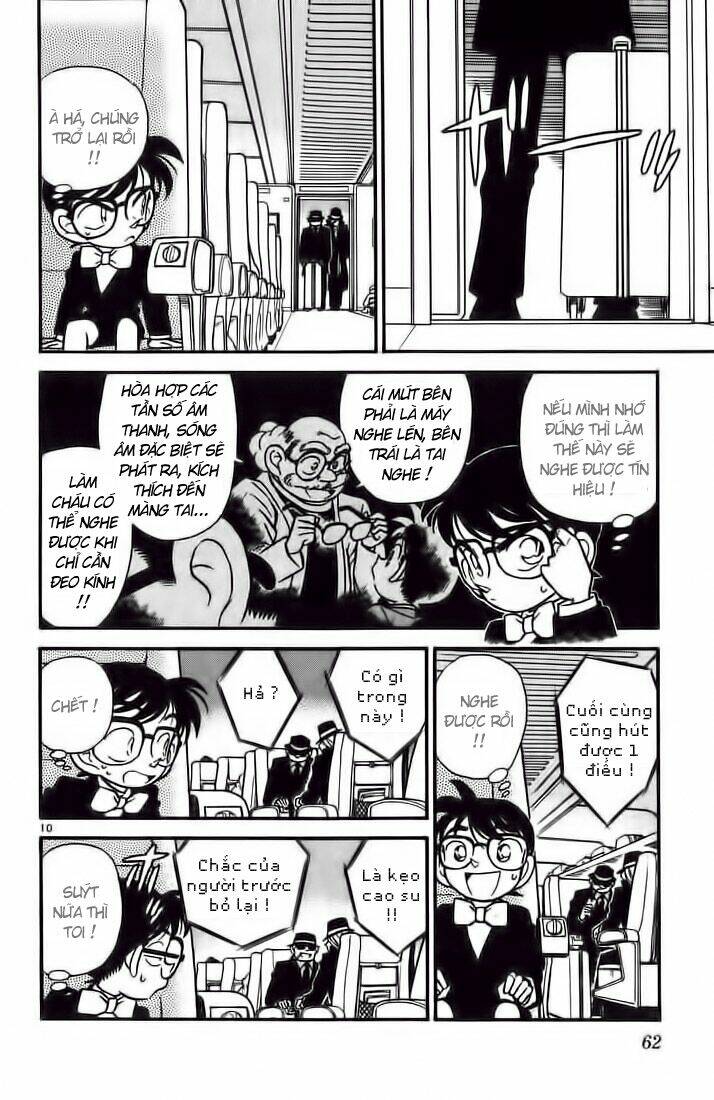 À HÁ, CHÚNG
TRỞ LẠI RỒI
!!
NẾU MÌNH NHỚ
ĐÚNG THÌ LÀM
THẾ NÀY SẼ
NGHE ĐƯỢC TÍN
HIỆU !
CÁI MÚT BÊN
PHẢI LÀ MÁY
NGHE LÉN, BÊN
TRÁI LÀ TAI
NGHE !
HÒA HỢP CÁC
TẦN SỐ ÂM
THANH, SÓNG
ÂM ĐẶC BIỆT SẼ
PHÁT RA, KÍCH
THÍCH ĐẾN
MÀNG TAI...
LÀM
CHÁU CÓ
THỂ NGHE
ĐƯỢC KHI
CHỈ CẦN
ĐEO KÍNH
!!
Cuối cùng
cũng hút
được 1
điếu !
NGHE
ĐƯỢC RỒI
!!
Có gì
trong
này !
Hả ?
CHẾT !
10
Là kẹo
cao su
!!
Chắc của
người trước
bỏ lại !
SUÝT
NỮA THÌ
TOI !
62